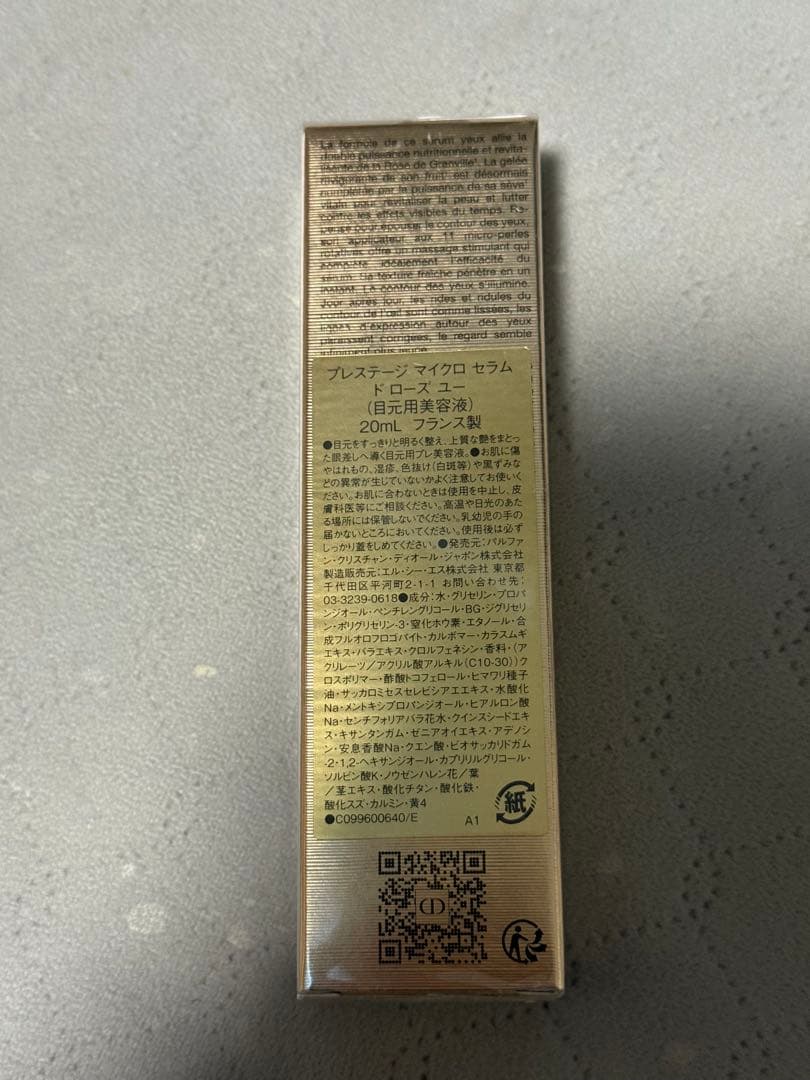 La formule de ce sérum yeux allie la
double puissance nutritionnelle et revita-
lisante de la Rose de Granville¹. La gelée
revigorante de son fruit est désormais
complétée par la puissance de sa sève²
pour revitaliser la peau et lutter
contre les effets visibles du temps.
pour épouser le contour des yeux,
son applicateur aux 11 micro-perles
rotatives offre un massage stimulant qui
complète localement l'efficacité du
sérum. Sa texture fraîche pénètre en un
instant. Le contour des yeux s'illumine.
Jour après jour, les rides et ridules du
contour de l'œil sont comme lissées, les
lignes d'expression autour des yeux
paraissent corrigées, le regard semble
infiniment plus jeune.
プレステージ マイクロ セラム
ド ローズ ユー
(目元用美容液)
20mL フランス製
●目元をすっきりと明るく整え、上質な艶をまとっ
た眼差しへ導く目元用プレ美容液。●お肌に傷
やはれもの、湿疹、色抜け(白斑等)や黒ずみな
どの異常が生じていないかよく注意してお使いく
ださい。お肌に合わないときは使用を中止し、皮
膚科医等にご相談ください。高温や日光のあた
る場所には保管しないでください。乳幼児の手の
届かないところにおいてください。使用後は必ず
しっかり蓋をしめてください。●発売元:パルファ
ン・クリスチャン・ディオール・ジャポン株式会社
製造販売元:エル・シー・エス株式会社 東京都
千代田区平河町2-1-1 お問い合わせ先:
03-3239-0618●成分:水・グリセリン・プロパ
ンジオール・ペンチレングリコール・BG・ジグリセリ
ン・ポリグリセリン-3・窒化ホウ素・エタノール・合
成フルオロフロゴパイト・カルボマー・カラスムギ
エキス・バラエキス・クロルフェネシン・香料・(ア
クリレーツ/アクリル酸アルキル(C10-30))ク
ロスポリマー・酢酸トコフェロール・ヒマワリ種子
油・サッカロミセスセレビシアエエキス・水酸化
Na・メントキシプロパンジオール・ヒアルロン酸
Na・センチフォリアバラ花水・クインスシードエキ
ス・キサンタンガム・ゼニアオイエキス・アデノシ
ン・安息香酸Na・クエン酸・ビオサッカリドガム
-2・1,2-ヘキサンジオール・カプリリルグリコール・
ソルビン酸K・ノウゼンハレン花/葉
/茎エキス・酸化チタン・酸化鉄・
酸化スズ・カルミン・黄4
●C099600640/E A1
紙
CD